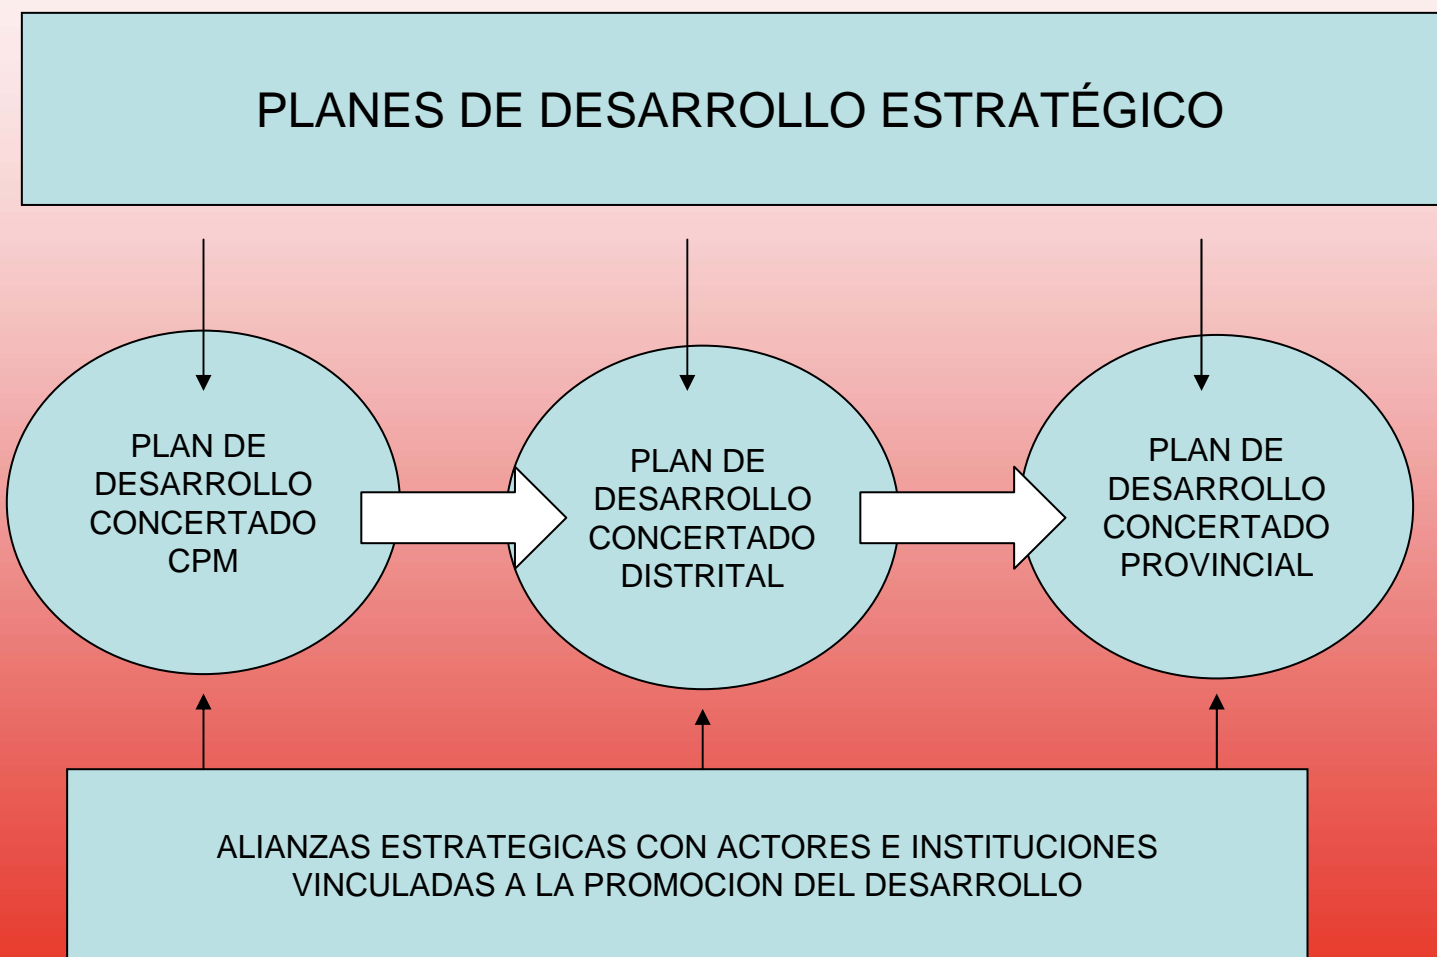 PLANES DE DESARROLLO ESTRATÉGICO
PLAN DE
DESARROLLO
CONCERTADO
CPM
PLAN DE
DESARROLLO
CONCERTADO
DISTRITAL
PLAN DE
DESARROLLO
CONCERTADO
PROVINCIAL
ALIANZAS ESTRATEGICAS CON ACTORES E INSTITUCIONES
VINCULADAS A LA PROMOCION DEL DESARROLLO